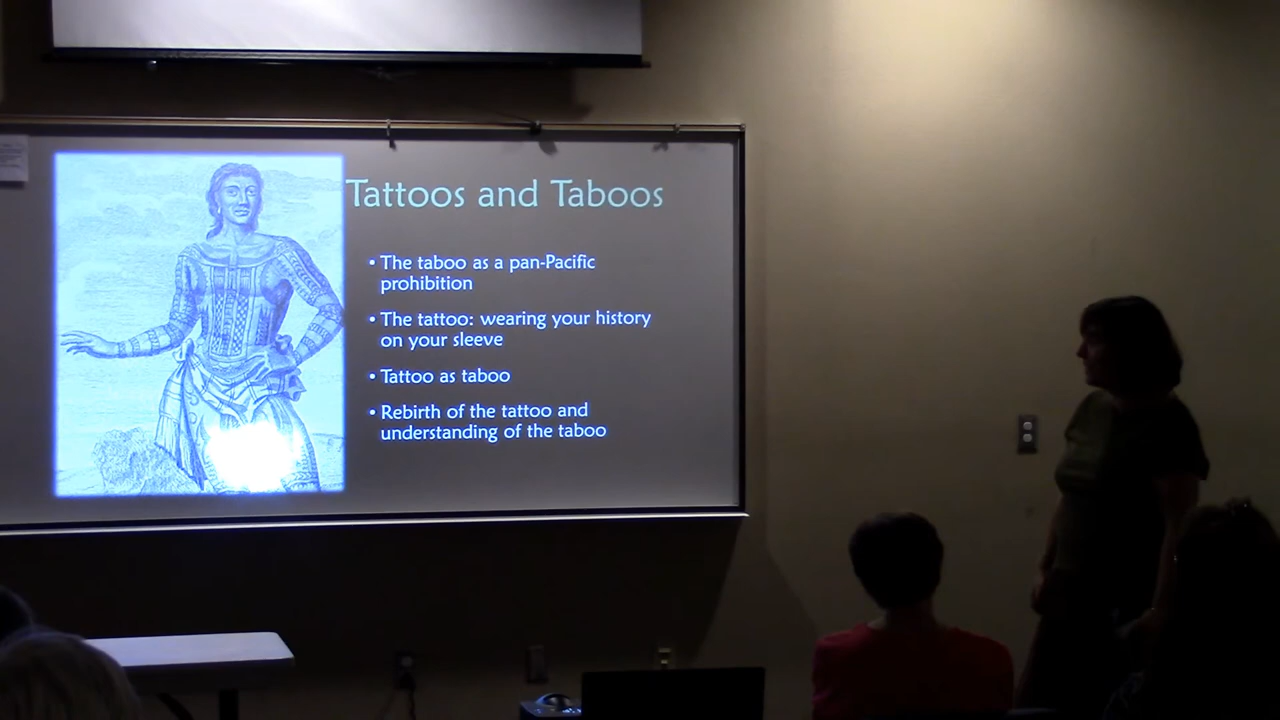 Tattoos and Taboos
• The taboo as a pan-Pacific
prohibition
• The tattoo: wearing your history
on your sleeve
• Tattoo as taboo
• Rebirth of the tattoo and
understanding of the taboo